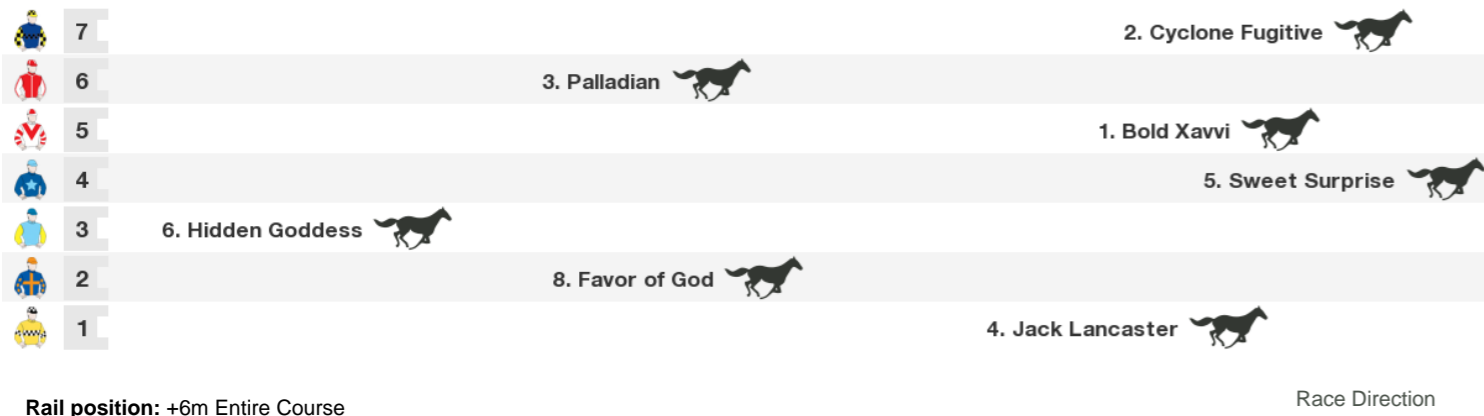 7 2. Cyclone Fugitive
6 3. Palladian
5 1. Bold Xavvi
4 5. Sweet Surprise
3 6. Hidden Goddess
2 8. Favor of God
1 4. Jack Lancaster
Race Direction
Rail position: +6m Entire Course